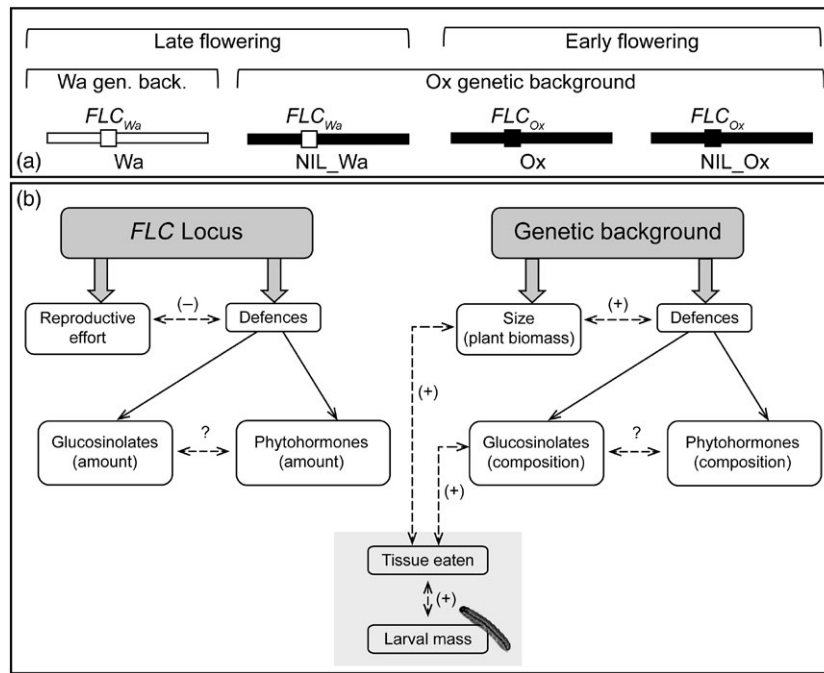 Late flowering
Early flowering
Wa gen. back.
Ox genetic background
FLC_Wa
FLC_Wa
FLC_Ox
FLC_Ox
(a)
Wa
NIL_Wa
Ox
NIL_Ox
(b)
FLC Locus
Genetic background
Reproductive
effort
(–)
Defences
Size
(plant biomass)
(+)
Defences
(+)
Glucosinolates
(amount)
?
Phytohormones
(amount)
Glucosinolates
(composition)
?
Phytohormones
(composition)
(+)
Tissue eaten
(+)
Larval mass